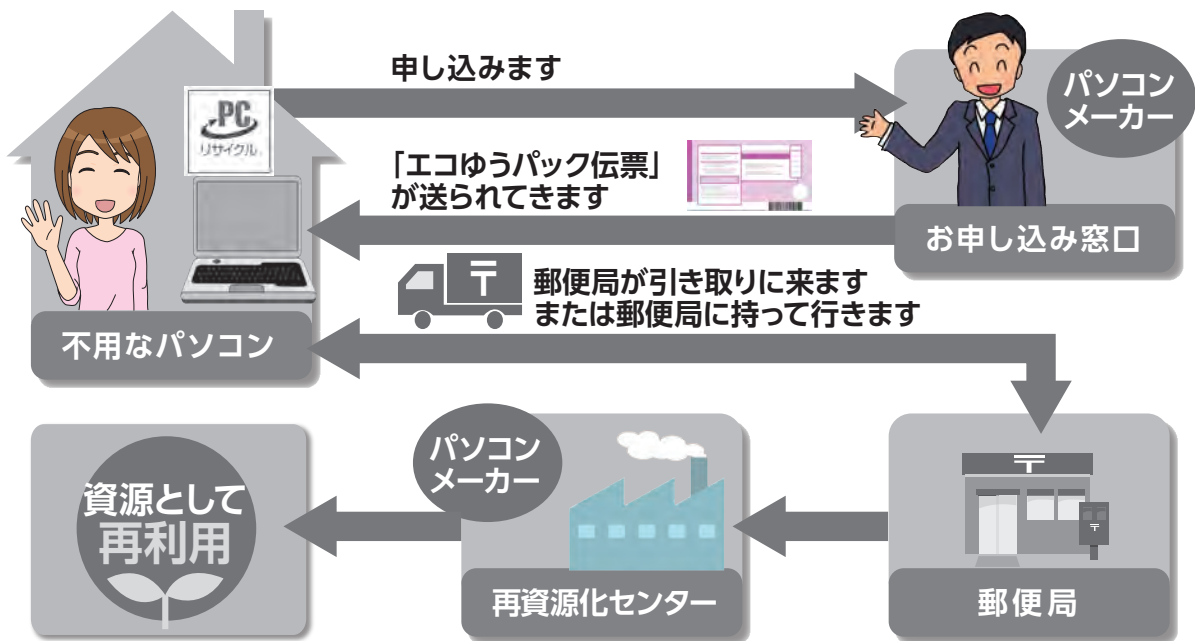 申し込みます
パソコン
メーカー
PC
リサイクル
「エコゆうパック伝票」
が送られてきます
お申し込み窓口
〒
郵便局が引き取りに来ます
または郵便局に持って行きます
不用なパソコン
資源として
再利用
パソコン
メーカー
再資源化センター
〒
〒
郵便局